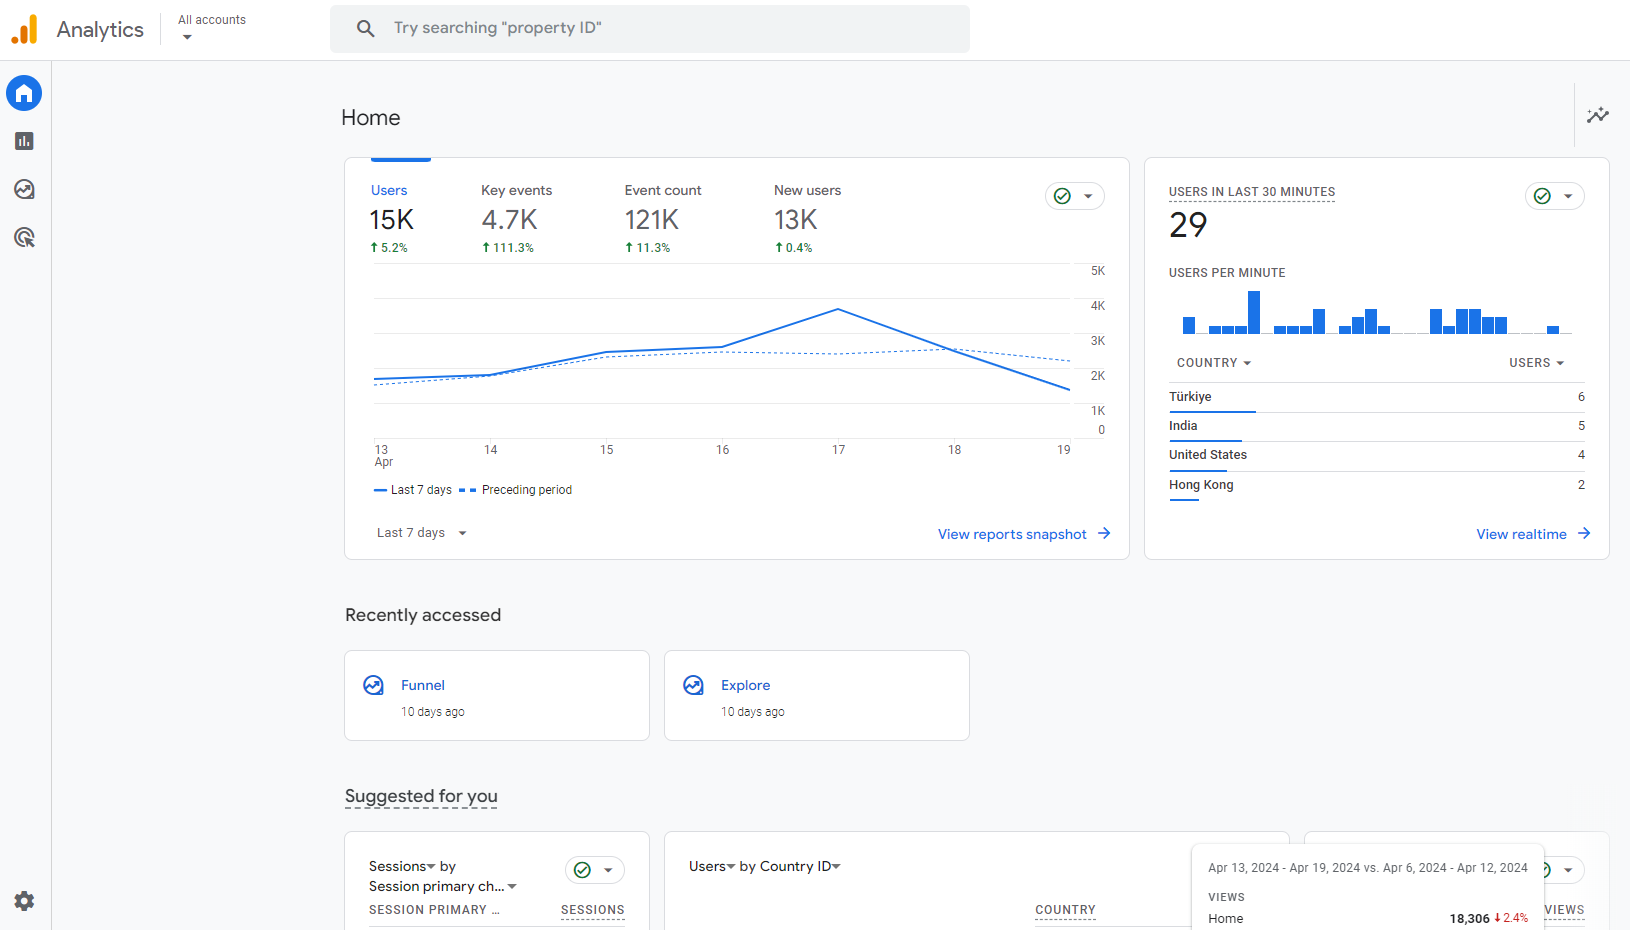 Analytics
All accounts
Try searching "property ID"
Home
Users
15K
5.2%
Key events
4.7K
111.3%
Event count
121K
11.3%
New users
13K
0.4%
5K
4K
3K
2K
1K
0
13
Apr
14
15
16
17
18
19
Last 7 days
Preceding period
Last 7 days
View reports snapshot
USERS IN LAST 30 MINUTES
29
USERS PER MINUTE
COUNTRY USERS
Türkiye 6
India 5
United States 4
Hong Kong 2
View realtime
Recently accessed
Funnel
10 days ago
Explore
10 days ago
Suggested for you
Sessions by
Session primary ch...
SESSION PRIMARY ... SESSIONS
Users by Country ID
COUNTRY
Apr 13, 2024 - Apr 19, 2024 vs. Apr 6, 2024 - Apr 12, 2024
VIEWS
Home 18,306 2.4%
VIEWS